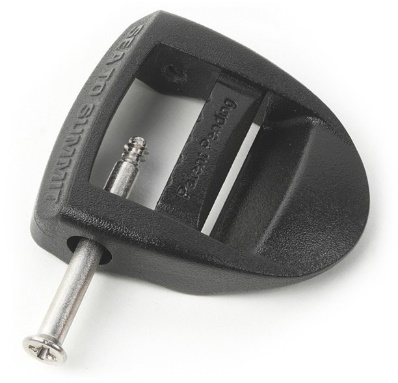 SEA TO SUMMIT
Patent Pending